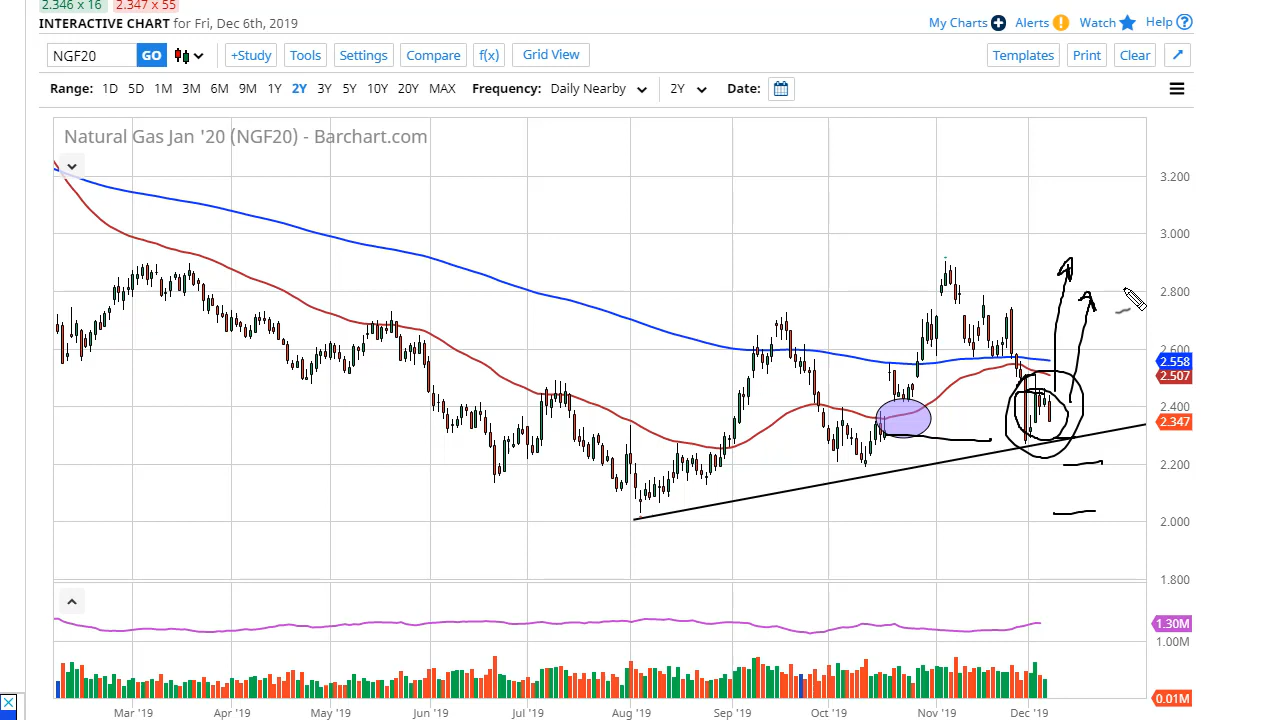 2.346 x 16 2.347 x 55
INTERACTIVE CHART for Fri, Dec 6th, 2019
My Charts Alerts Watch Help
NGF20 GO +Study Tools Settings Compare f(x) Grid View Templates Print Clear
Range: 1D 5D 1M 3M 6M 9M 1Y 2Y 3Y 5Y 10Y 20Y MAX Frequency: Daily Nearby 2Y Date:
Natural Gas Jan '20 (NGF20) - Barchart.com
3.200
3.000
2.800
2.600
2.558
2.507
2.400
2.347
2.200
2.000
1.800
1.30M
1.00M
0.01M
Mar '19 Apr '19 May '19 Jun '19 Jul '19 Aug '19 Sep '19 Oct '19 Nov '19 Dec '19